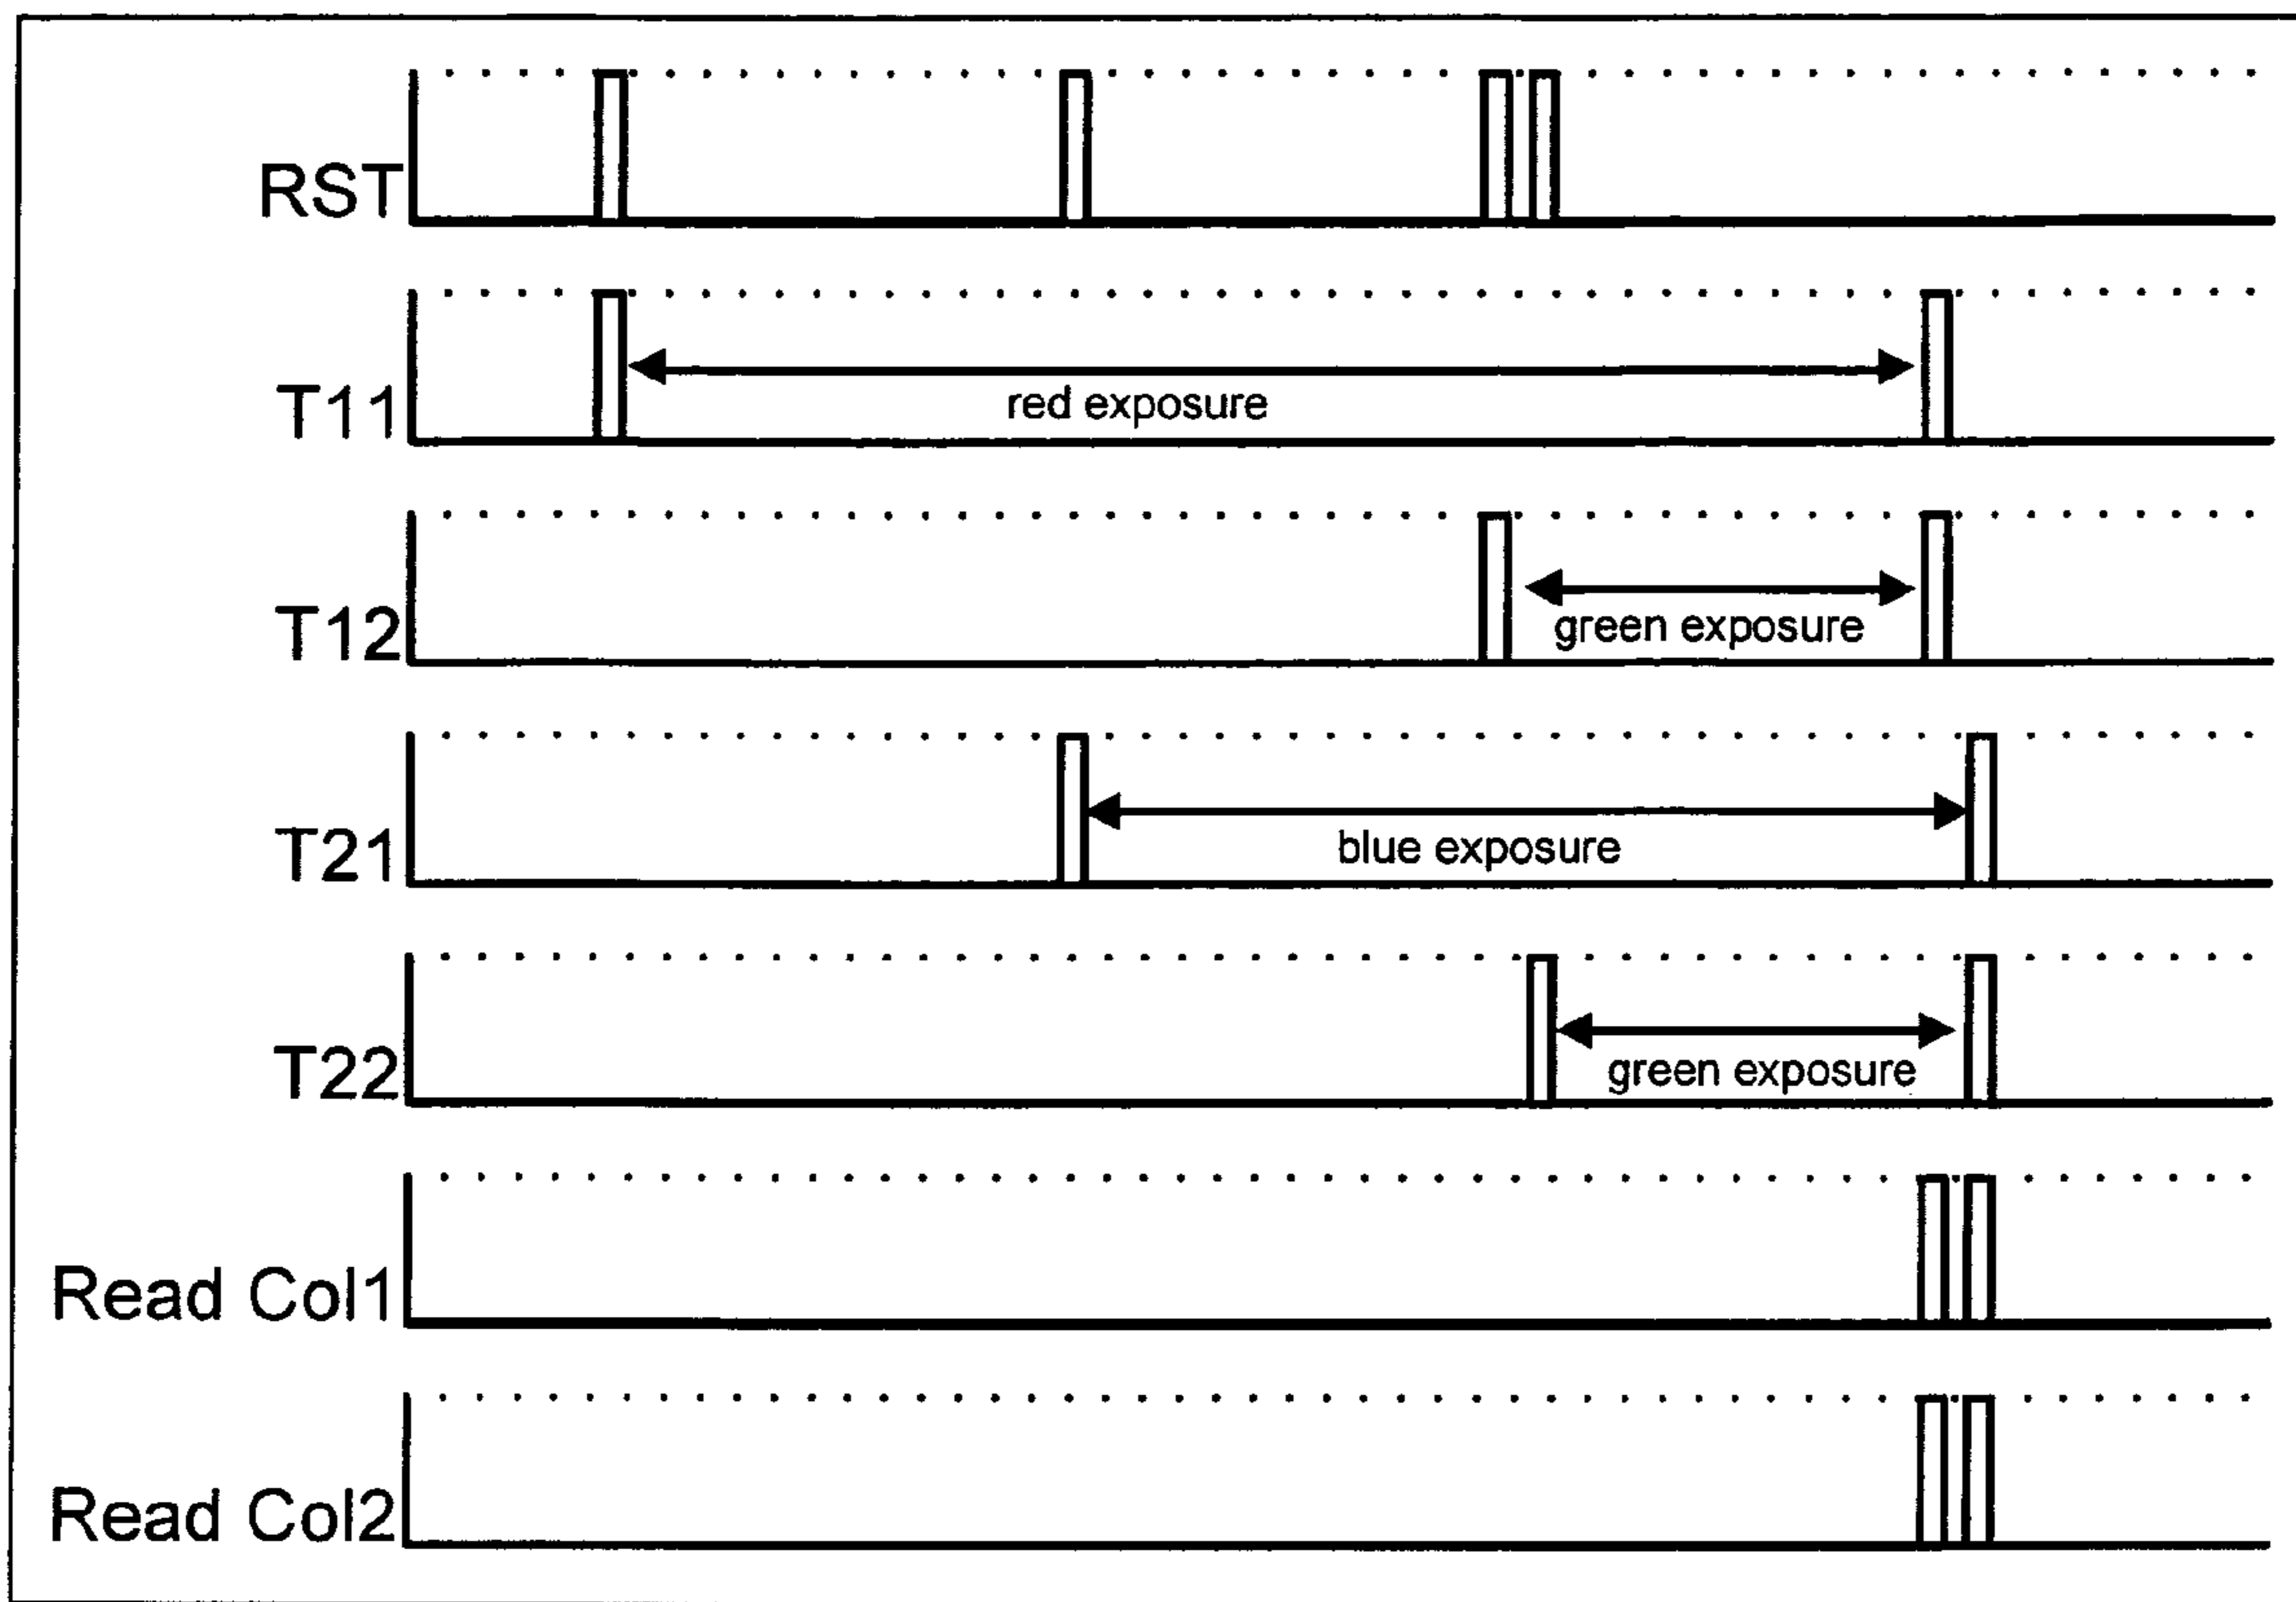 RST
T11
red exposure
T12
green exposure
T21
blue exposure
T22
green exposure
Read Col1
Read Col2